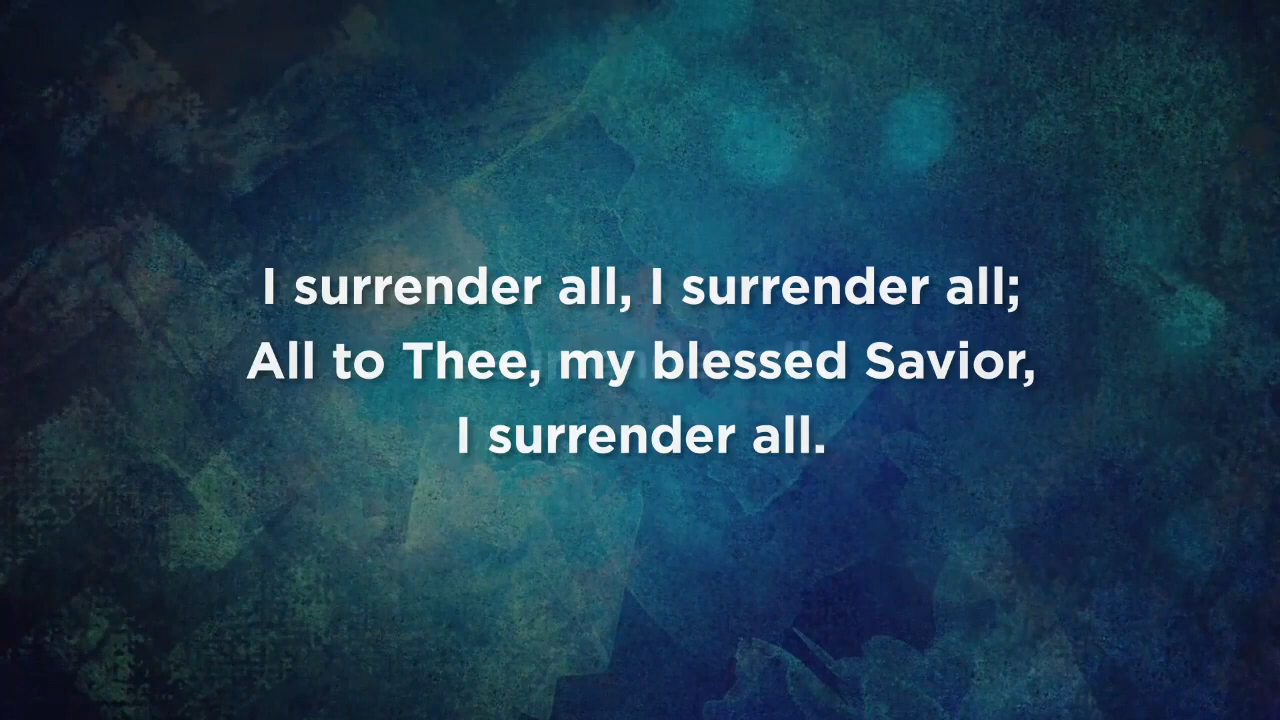 I surrender all, I surrender all;
All to Thee, my blessed Savior,
I surrender all.